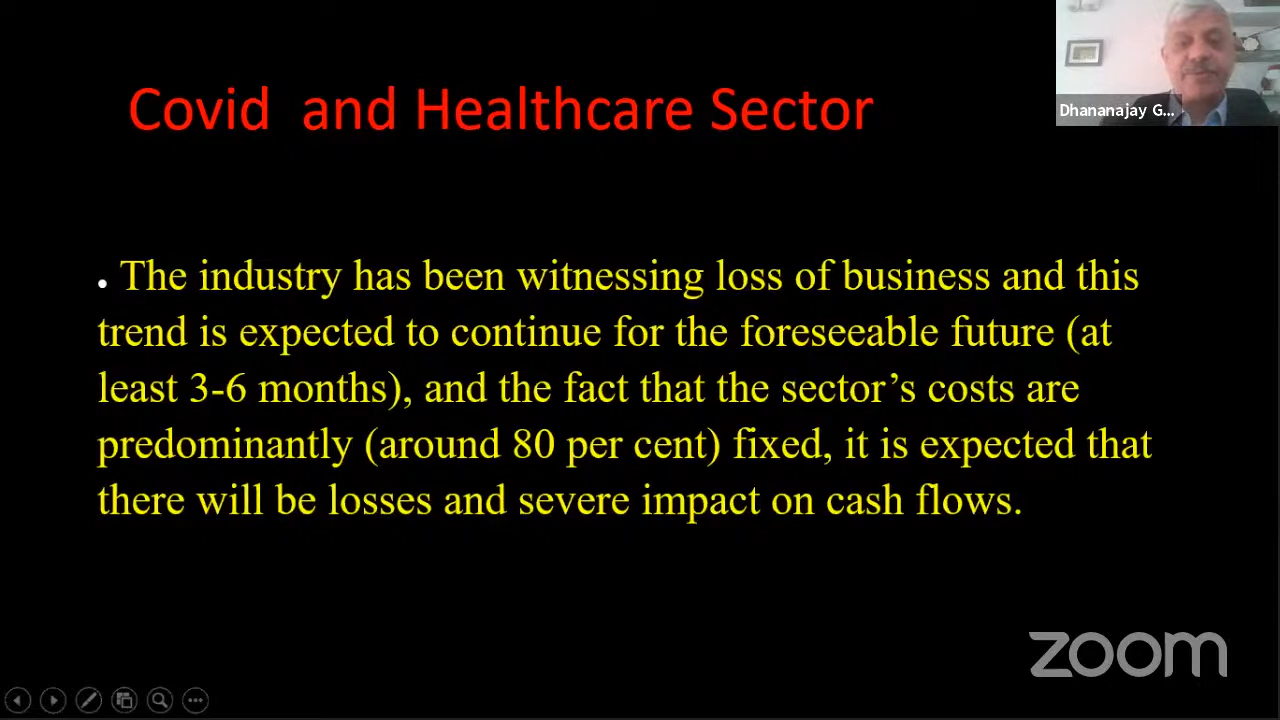 Covid and Healthcare Sector
Dhananajay G...
• The industry has been witnessing loss of business and this
trend is expected to continue for the foreseeable future (at
least 3-6 months), and the fact that the sector’s costs are
predominantly (around 80 per cent) fixed, it is expected that
there will be losses and severe impact on cash flows.
zoom